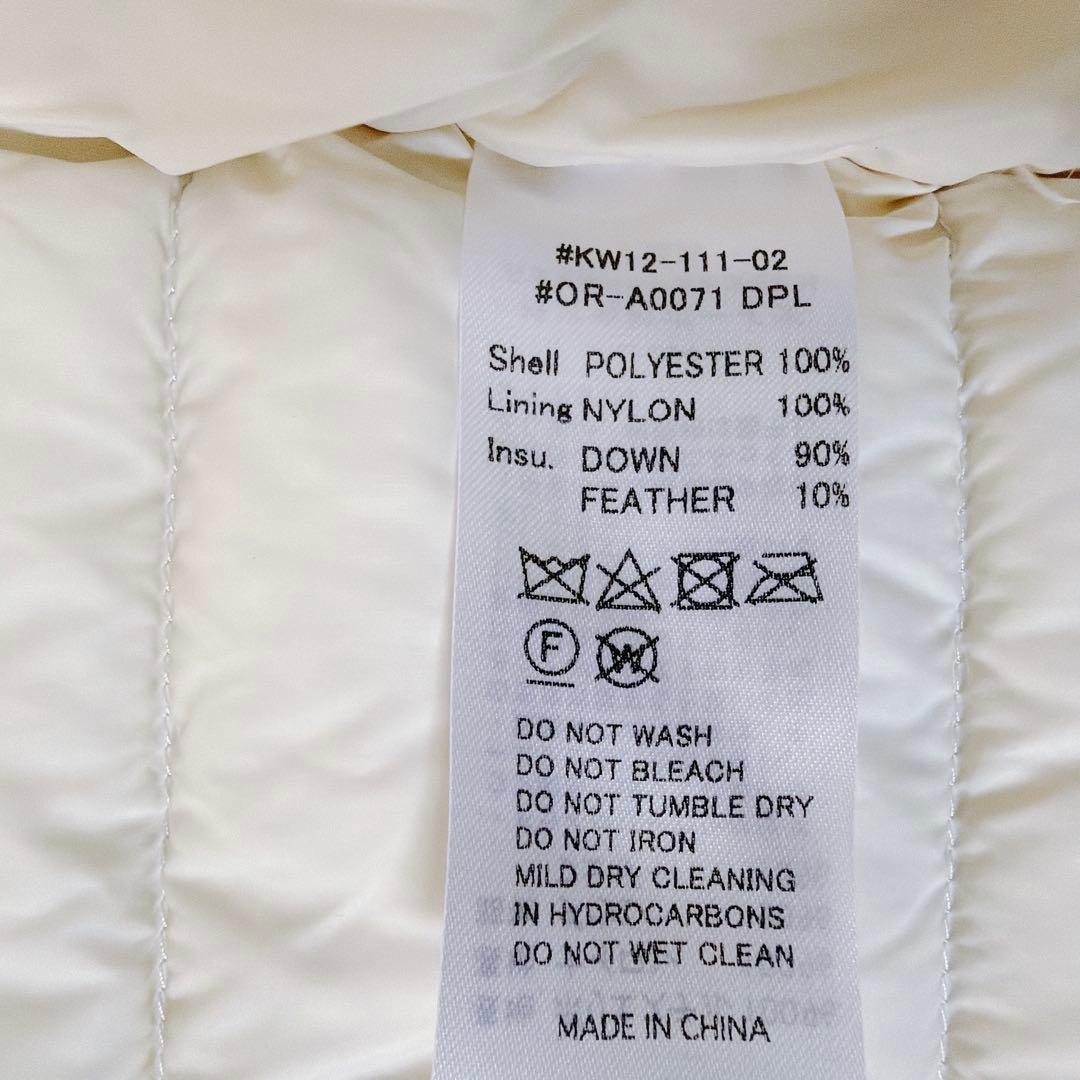 #KW12-111-02
#OR-A0071 DPL
Shell POLYESTER 100%
Lining NYLON 100%
Insu. DOWN 90%
FEATHER 10%
F W
DO NOT WASH
DO NOT BLEACH
DO NOT TUMBLE DRY
DO NOT IRON
MILD DRY CLEANING
IN HYDROCARBONS
DO NOT WET CLEAN
MADE IN CHINA